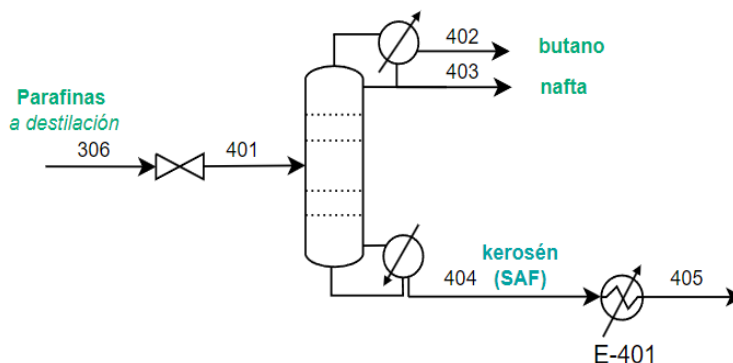 402
butano
403
nafta
Parafinas
a destilación
306
401
kerosén
(SAF)
404
405
E-401